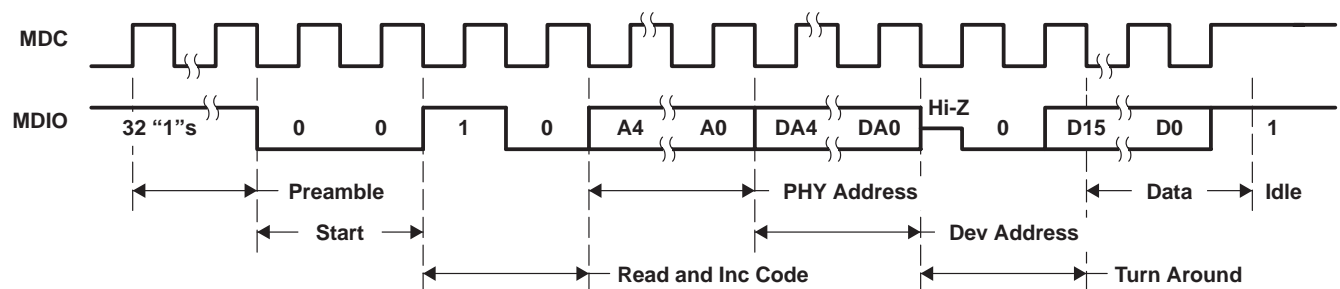 MDC
Hi-Z
MDIO
32 “1”s 0 0 1 0 A4 A0 DA4 DA0 0 D15 D0 1
Preamble PHY Address Data Idle
Start Dev Address
Read and Inc Code Turn Around